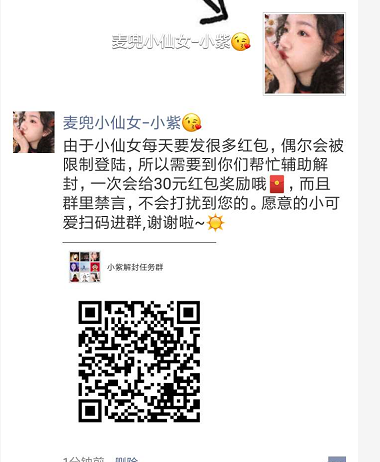 麦兜小仙女~小紫😘
麦兜小仙女~小紫😘
由于小仙女每天要发很多红包，偶尔会被
限制登陆，所以需要到你们帮忙辅助解
封，一次会给30元红包奖励哦🧧，而且
群里禁言，不会打扰到您的。愿意的小可
爱扫码进群,谢谢啦~☀️
小紫解封任务群
1分钟前 删除